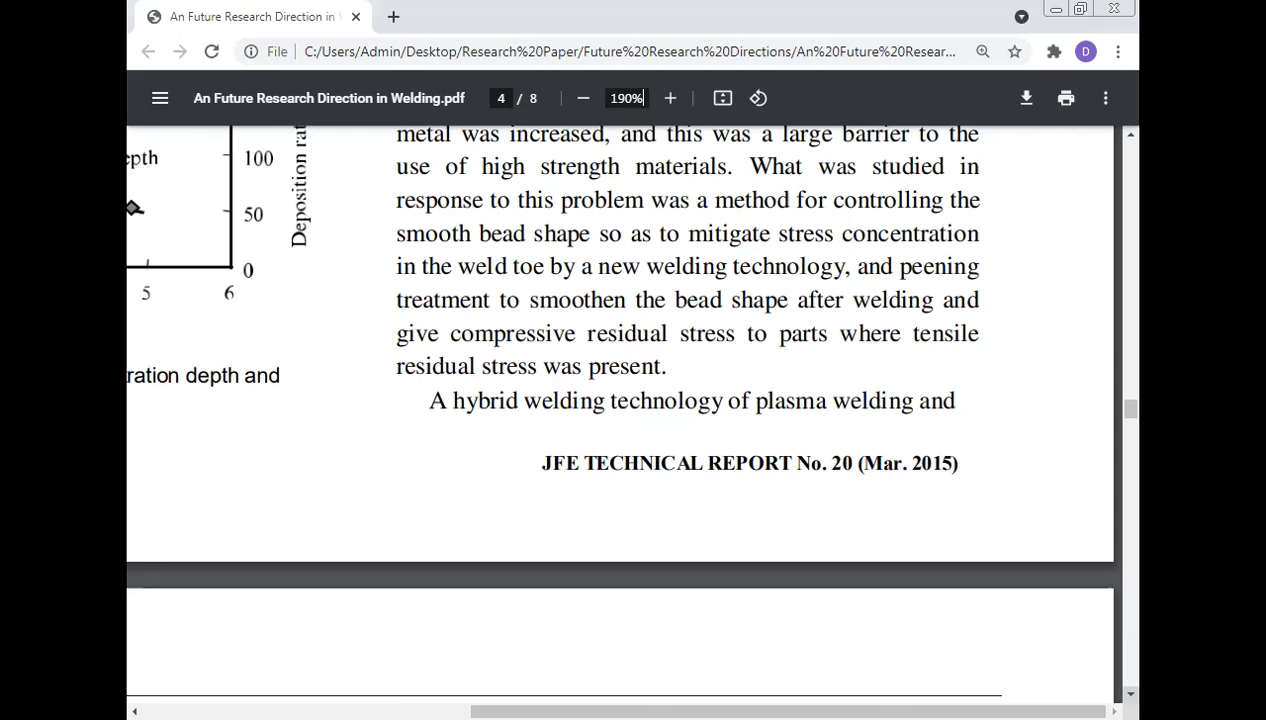 An Future Research Direction in
File C:/Users/Admin/Desktop/Research%20Paper/Future%20Research%20Directions/An%20Future%20Resear...
D
An Future Research Direction in Welding.pdf 4 / 8 190%
metal was increased, and this was a large barrier to the
use of high strength materials. What was studied in
response to this problem was a method for controlling the
smooth bead shape so as to mitigate stress concentration
in the weld toe by a new welding technology, and peening
treatment to smoothen the bead shape after welding and
give compressive residual stress to parts where tensile
residual stress was present.
A hybrid welding technology of plasma welding and
JFE TECHNICAL REPORT No. 20 (Mar. 2015)
epth
100
50
0
5 6
Deposition rat
ration depth and